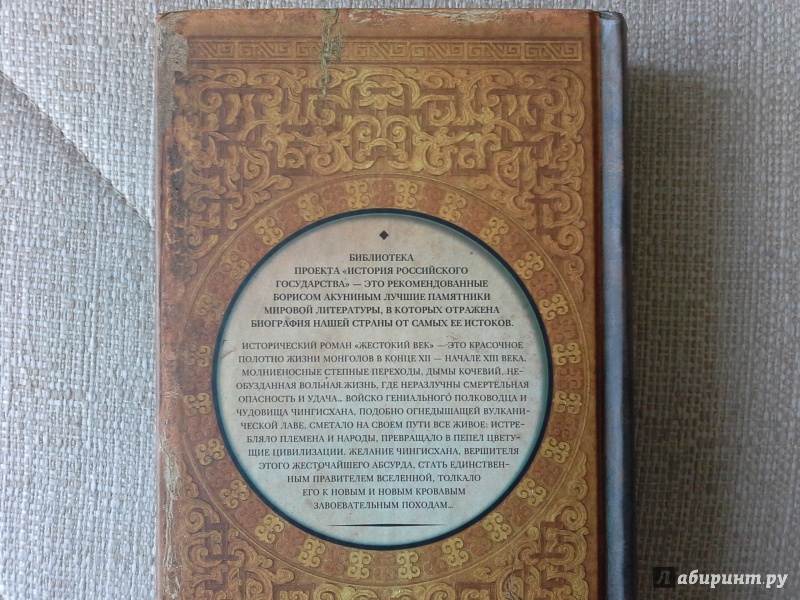 БИБЛИОТЕКА
ПРОЕКТА «ИСТОРИЯ РОССИЙСКОГО
ГОСУДАРСТВА» — ЭТО РЕКОМЕНДОВАННЫЕ
БОРИСОМ АКУНИНЫМ ЛУЧШИЕ ПАМЯТНИКИ
МИРОВОЙ ЛИТЕРАТУРЫ, В КОТОРЫХ ОТРАЖЕНА
БИОГРАФИЯ НАШЕЙ СТРАНЫ ОТ САМЫХ ЕЕ ИСТОКОВ.
ИСТОРИЧЕСКИЙ РОМАН «ЖЕСТОКИЙ ВЕК» — ЭТО КРАСОЧНОЕ
ПОЛОТНО ЖИЗНИ МОНГОЛОВ В КОНЦЕ XII — НАЧАЛЕ XIII ВЕКА.
МОЛНИЕНОСНЫЕ СТЕПНЫЕ ПЕРЕХОДЫ, ДЫМЫ КОЧЕВИЙ, НЕ-
ОБУЗДАННАЯ ВОЛЬНАЯ ЖИЗНЬ, ГДЕ НЕРАЗЛУЧНЫ СМЕРТЕЛЬНАЯ
ОПАСНОСТЬ И УДАЧА... ВОЙСКО ГЕНИАЛЬНОГО ПОЛКОВОДЦА И
ЧУДОВИЩА ЧИНГИСХАНА, ПОДОБНО ОГНЕДЫШАЩЕЙ ВУЛКАНИ-
ЧЕСКОЙ ЛАВЕ, СМЕТАЛО НА СВОЕМ ПУТИ ВСЕ ЖИВОЕ: ИСТРЕ-
БЛЯЛО ПЛЕМЕНА И НАРОДЫ, ПРЕВРАЩАЛО В ПЕПЕЛ ЦВЕТУ-
ЩИЕ ЦИВИЛИЗАЦИИ. ЖЕЛАНИЕ ЧИНГИСХАНА, ВЕРШИТЕЛЯ
ЭТОГО ЖЕСТОЧАЙШЕГО АБСУРДА, СТАТЬ ЕДИНСТВЕН-
НЫМ ПРАВИТЕЛЕМ ВСЕЛЕННОЙ, ТОЛКАЛО
ЕГО К НОВЫМ И НОВЫМ КРОВАВЫМ
ЗАВОЕВАТЕЛЬНЫМ ПОХОДАМ...
Лабиринт.ру